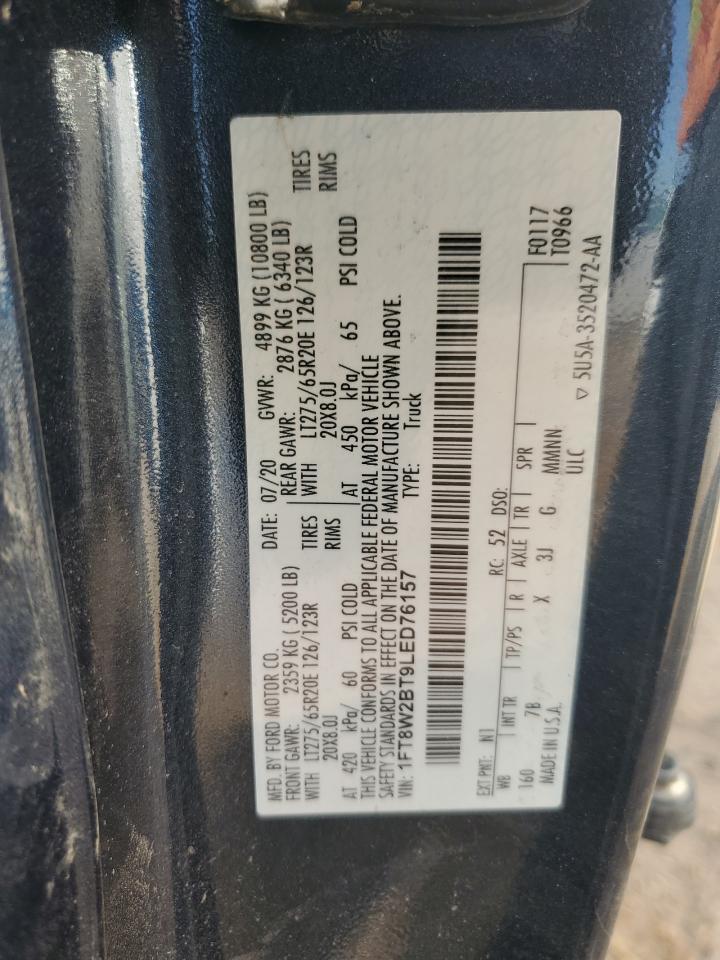 MFD. BY FORD MOTOR CO.
DATE: 07/20 GVWR: 4899 KG (10800 LB)
FRONT GAWR: 2359 KG ( 5200 LB) REAR GAWR: 2876 KG ( 6340 LB)
WITH LT275/65R20E 126/123R TIRES WITH LT275/65R20E 126/123R TIRES
20X8.0J RIMS 20X8.0J RIMS
AT 420 kPa/ 60 PSI COLD AT 450 kPa/ 65 PSI COLD
THIS VEHICLE CONFORMS TO ALL APPLICABLE FEDERAL MOTOR VEHICLE
SAFETY STANDARDS IN EFFECT ON THE DATE OF MANUFACTURE SHOWN ABOVE.
VIN: 1FT8W2BT9LED76157 TYPE: Truck
EXT PNT: N1 RC: 52 DSO:
WB INT TR TP/PS R AXLE TR SPR F0117
160 7B X 3J G MMNN T0966
MADE IN U.S.A. ULC
▽ 5U5A-3520472-AA